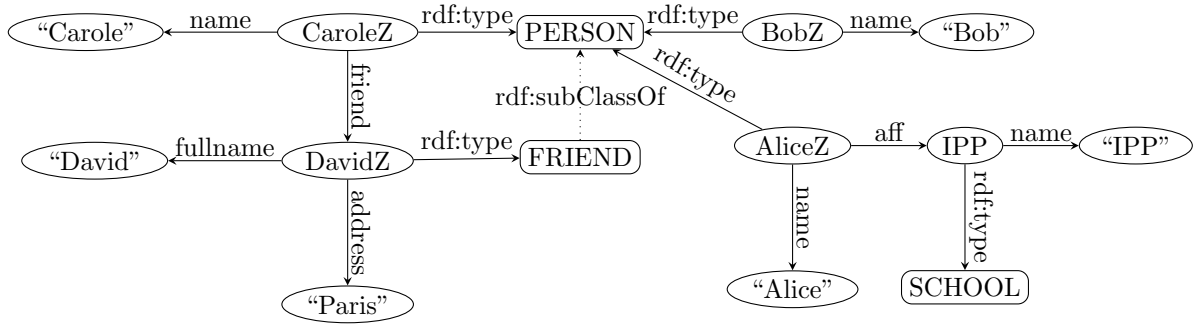 “Carole” name CaroleZ rdf:type PERSON rdf:type BobZ name “Bob”
friend rdf:subClassOf rdf:type
“David” fullname DavidZ rdf:type FRIEND AliceZ aff IPP name “IPP”
address name rdf:type
“Paris” “Alice” SCHOOL